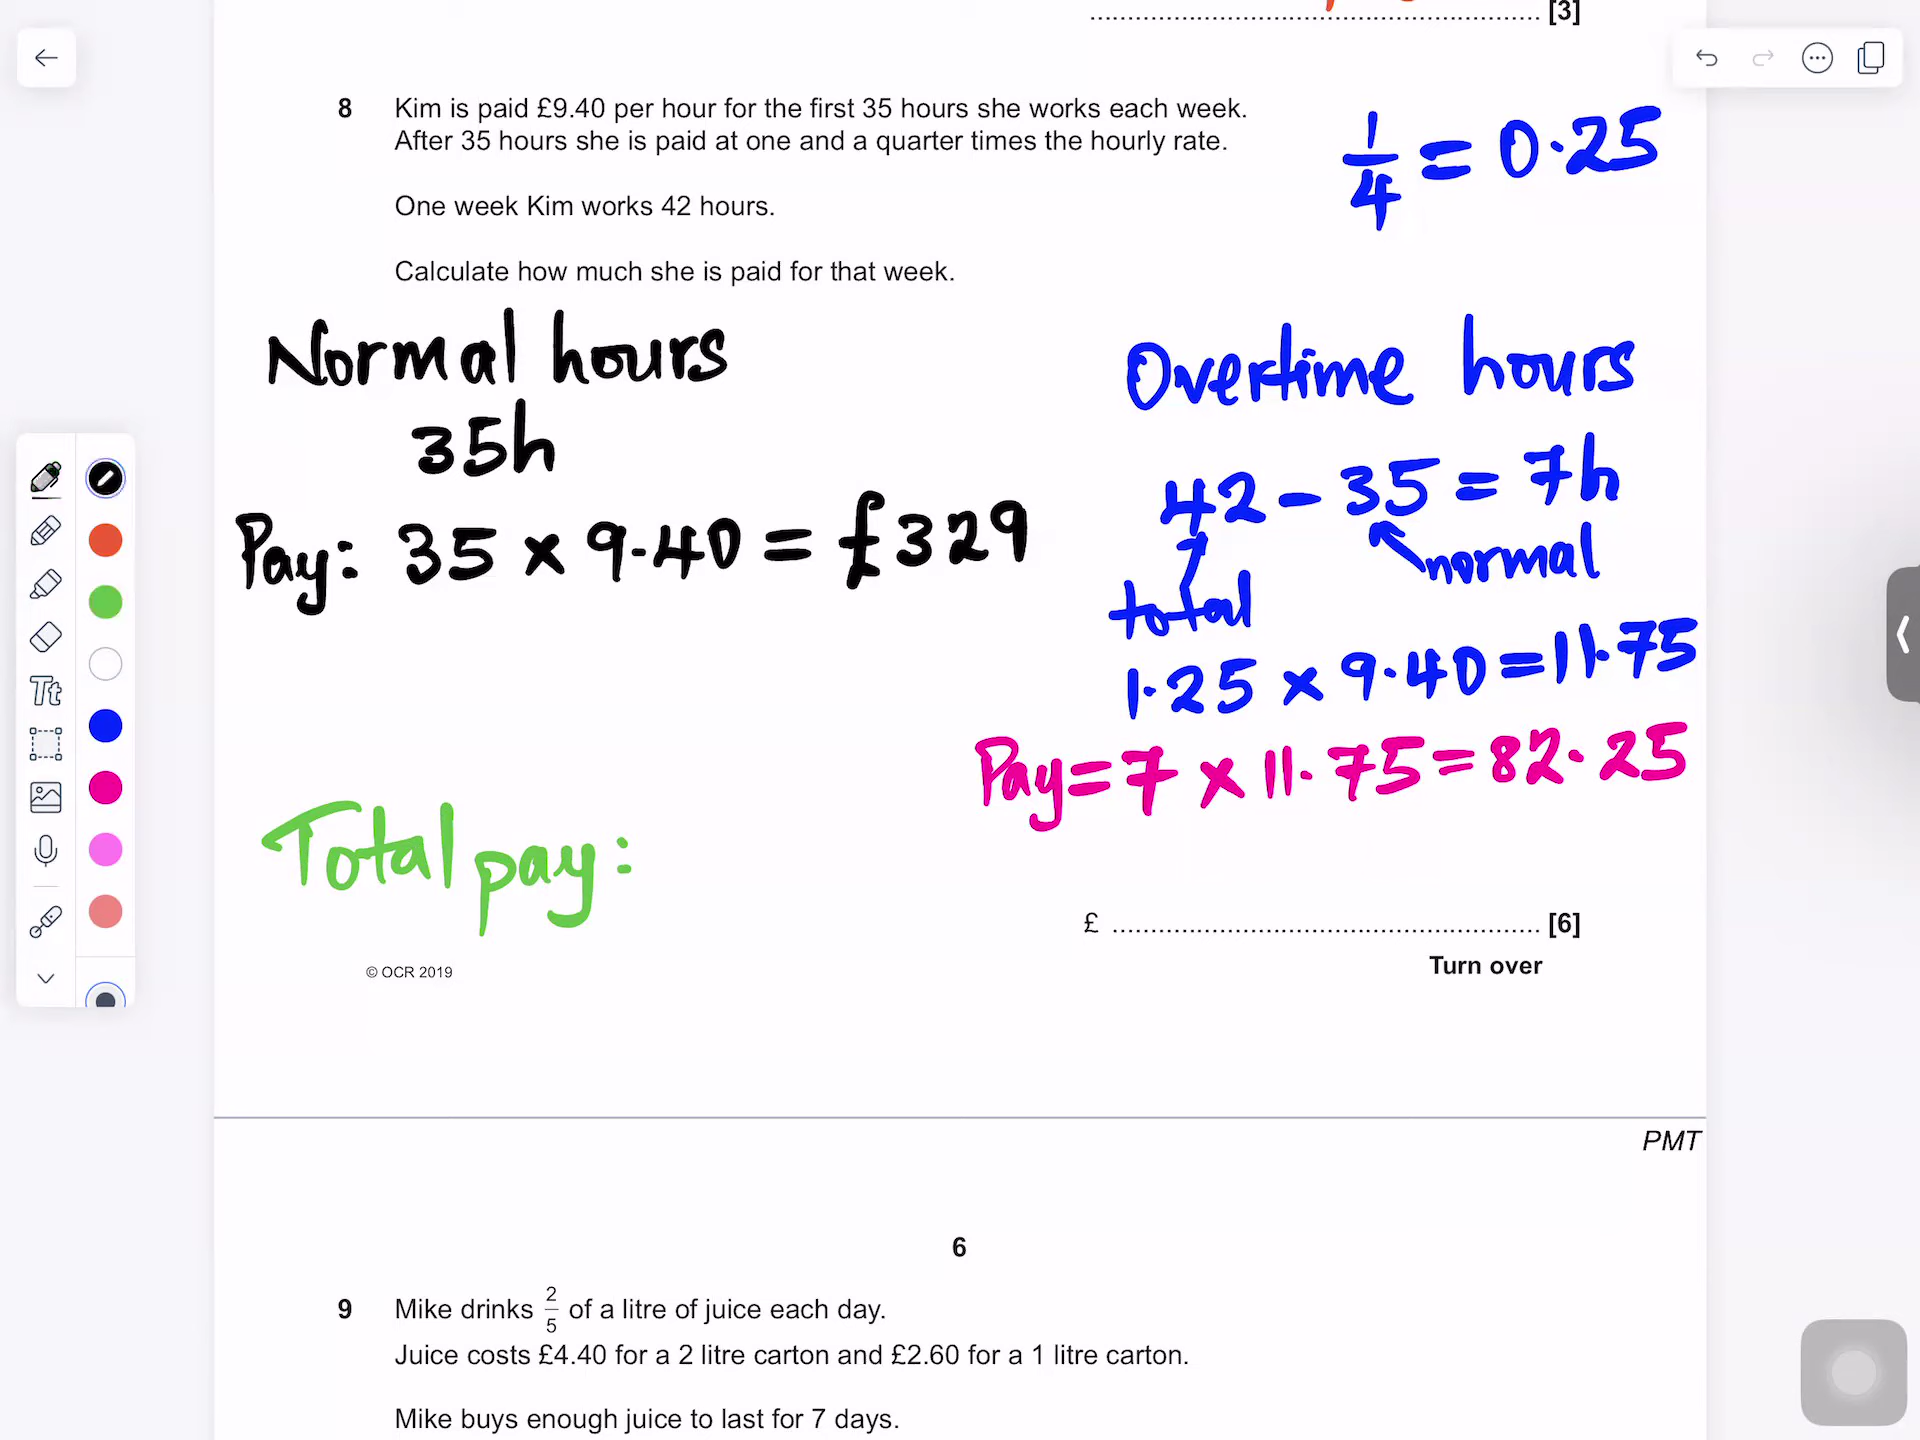 [3]
8 Kim is paid £9.40 per hour for the first 35 hours she works each week.
After 35 hours she is paid at one and a quarter times the hourly rate.
1/4 = 0.25
One week Kim works 42 hours.
Calculate how much she is paid for that week.
Normal hours
35h
Pay: 35 × 9.40 = £329
Overtime hours
42 - 35 = 7h
normal
total
1.25 × 9.40 = 11.75
Pay = 7 × 11.75 = 82.25
Total pay:
£ ........................................................ [6]
© OCR 2019
Turn over
PMT
6
9 Mike drinks 2/5 of a litre of juice each day.
Juice costs £4.40 for a 2 litre carton and £2.60 for a 1 litre carton.
Mike buys enough juice to last for 7 days.
Tt